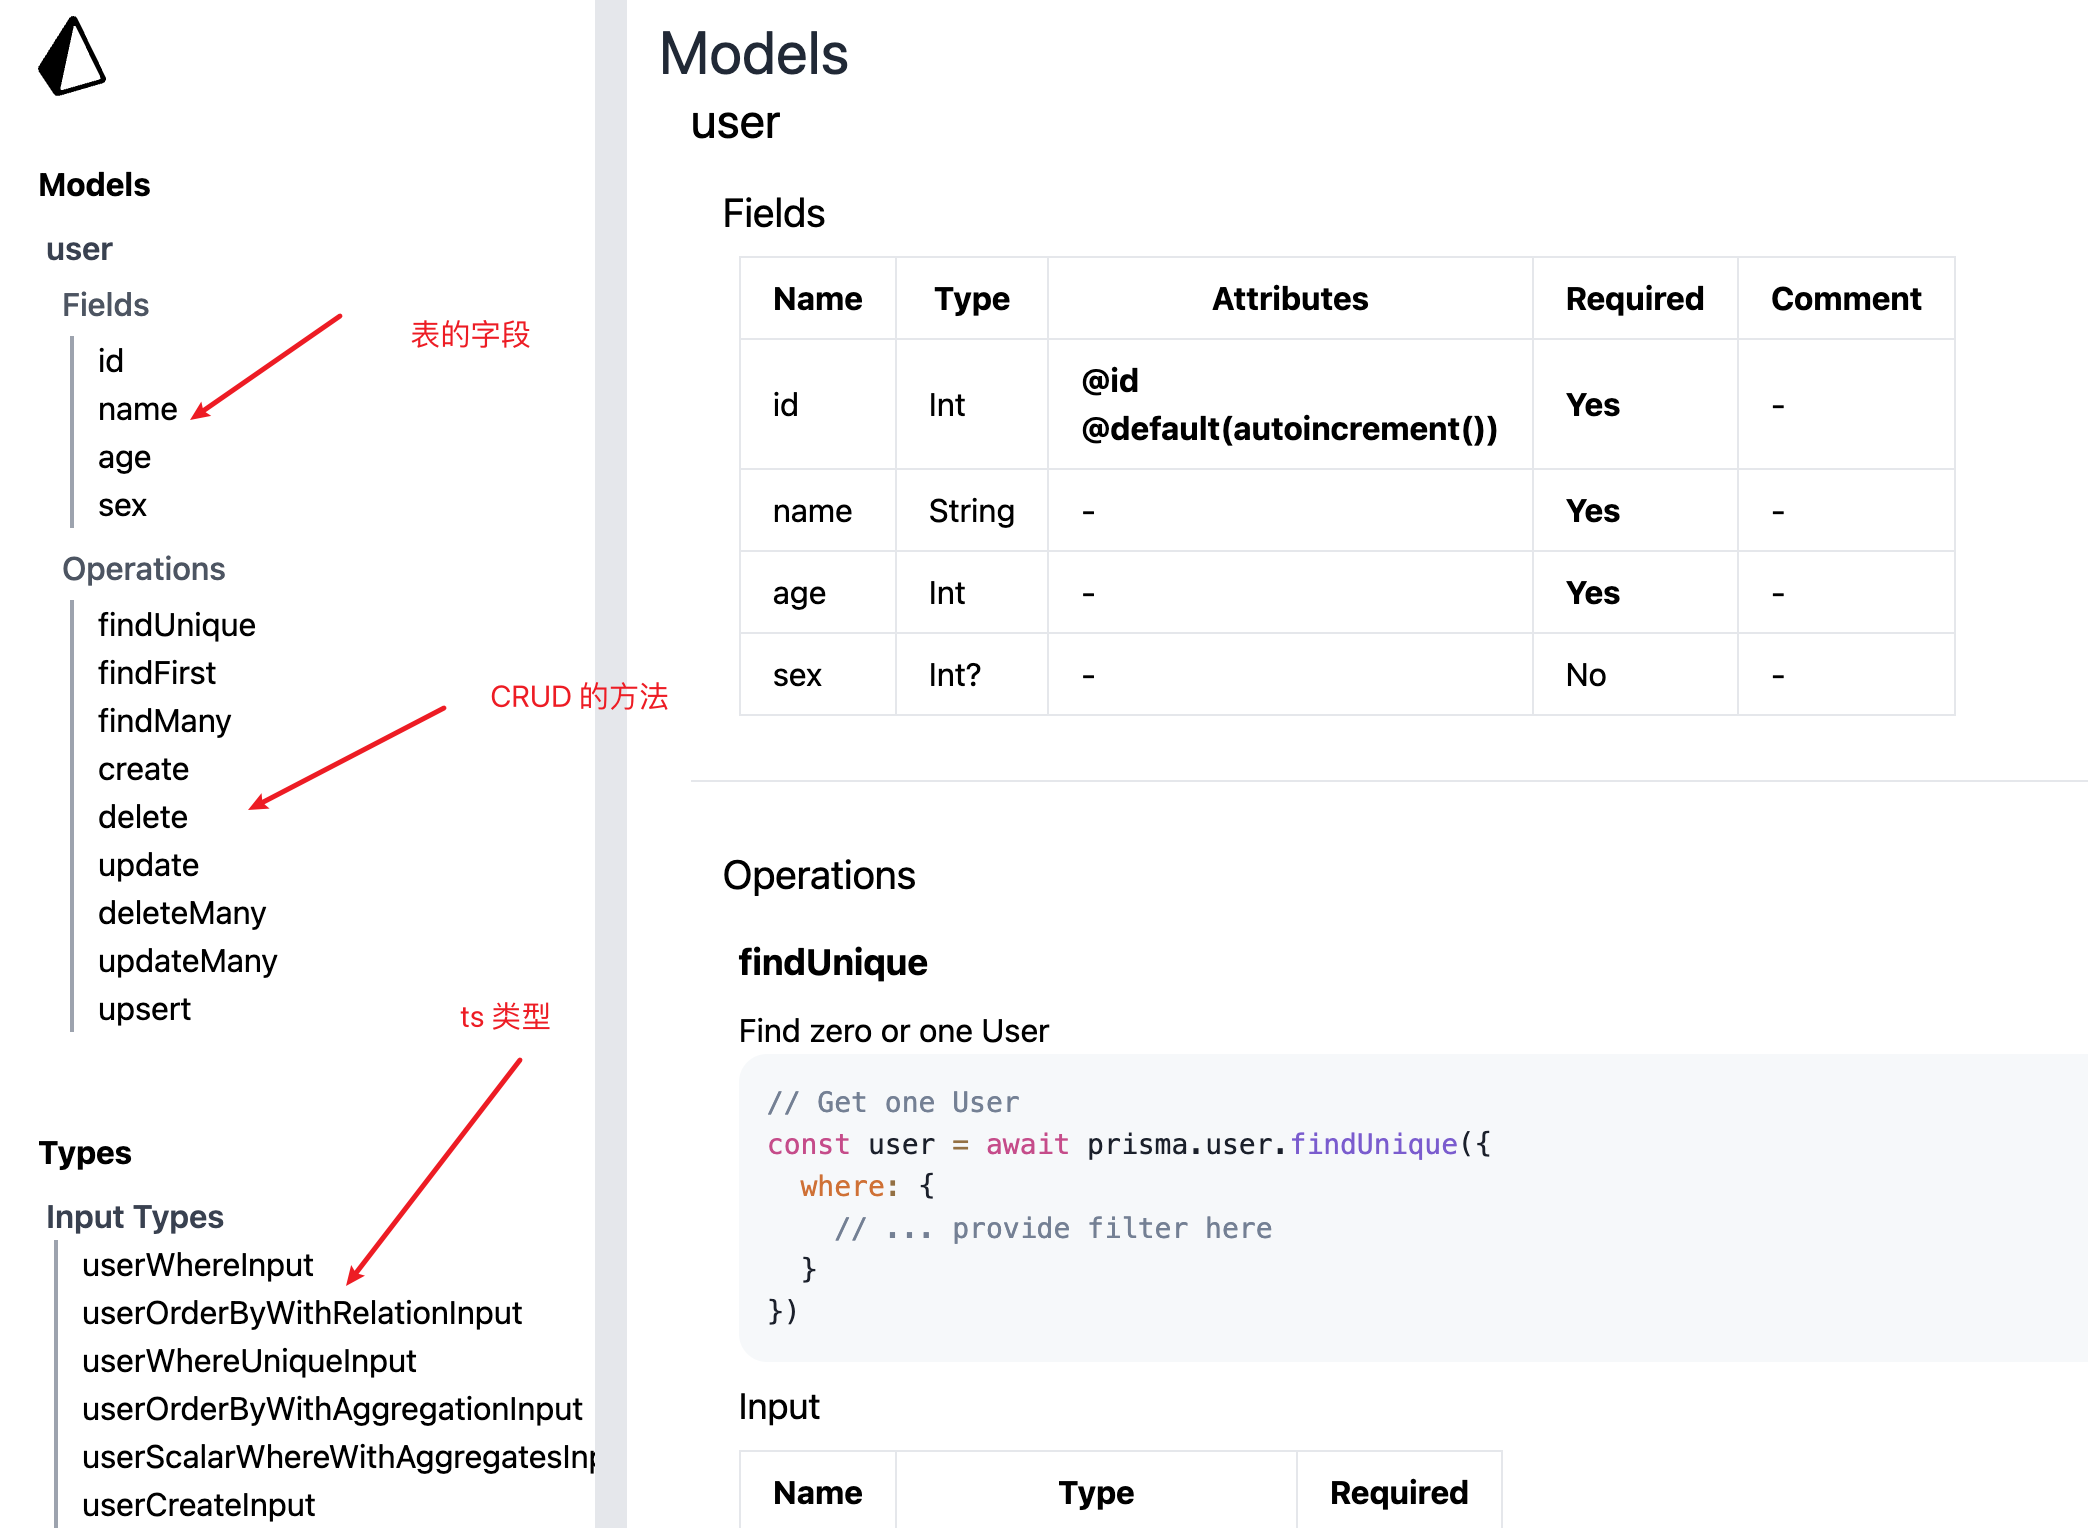 Models
user
Fields
id
name
age
sex
表的字段
Operations
findUnique
findFirst
findMany
create
delete
update
deleteMany
updateMany
upsert
CRUD 的方法
ts 类型
Types
Input Types
userWhereInput
userOrderByWithRelationInput
userWhereUniqueInput
userOrderByWithAggregationInput
userScalarWhereWithAggregatesInp
userCreateInput
Models
user
Fields
Name Type Attributes Required Comment
id Int @id @default(autoincrement()) Yes -
name String - Yes -
age Int - Yes -
sex Int? - No -
Operations
findUnique
Find zero or one User
// Get one User
const user = await prisma.user.findUnique({
  where: {
    // ... provide filter here
  }
})
Input
Name Type Required